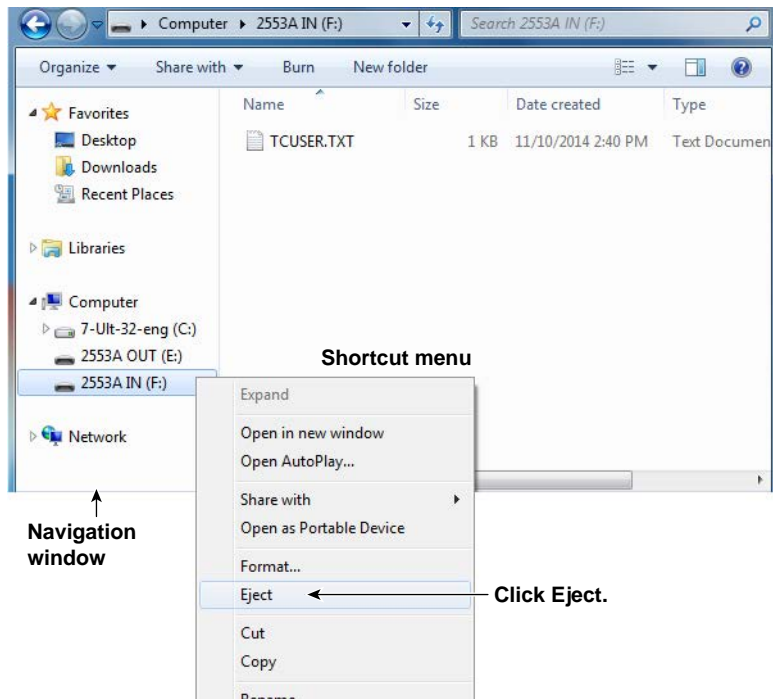 Computer 2553A IN (F:) Search 2553A IN (F:)
Organize Share with Burn New folder
Favorites
Desktop
Downloads
Recent Places
Libraries
Computer
7-Ult-32-eng (C:)
2553A OUT (E:)
2553A IN (F:)
Network
Name Size Date created Type
TCUSER.TXT 1 KB 11/10/2014 2:40 PM Text Documen
Shortcut menu
Expand
Open in new window
Open AutoPlay...
Share with
Open as Portable Device
Format...
Eject
Cut
Copy
Rename
Navigation
window
Click Eject.